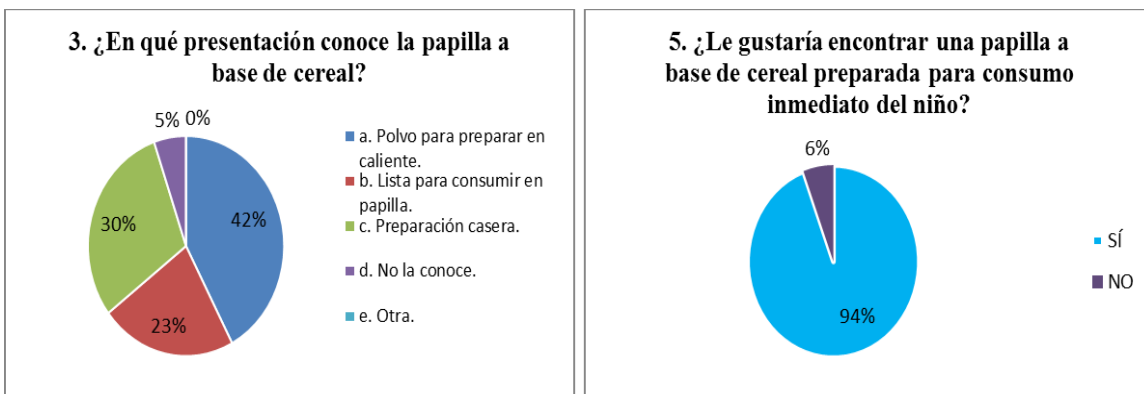 3. ¿En qué presentación conoce la papilla a
base de cereal?
5% 0%
42%
30%
23%
a. Polvo para preparar en
caliente.
b. Lista para consumir en
papilla.
c. Preparación casera.
d. No la conoce.
e. Otra.
5. ¿Le gustaría encontrar una papilla a
base de cereal preparada para consumo
inmediato del niño?
6%
94%
SÍ
NO